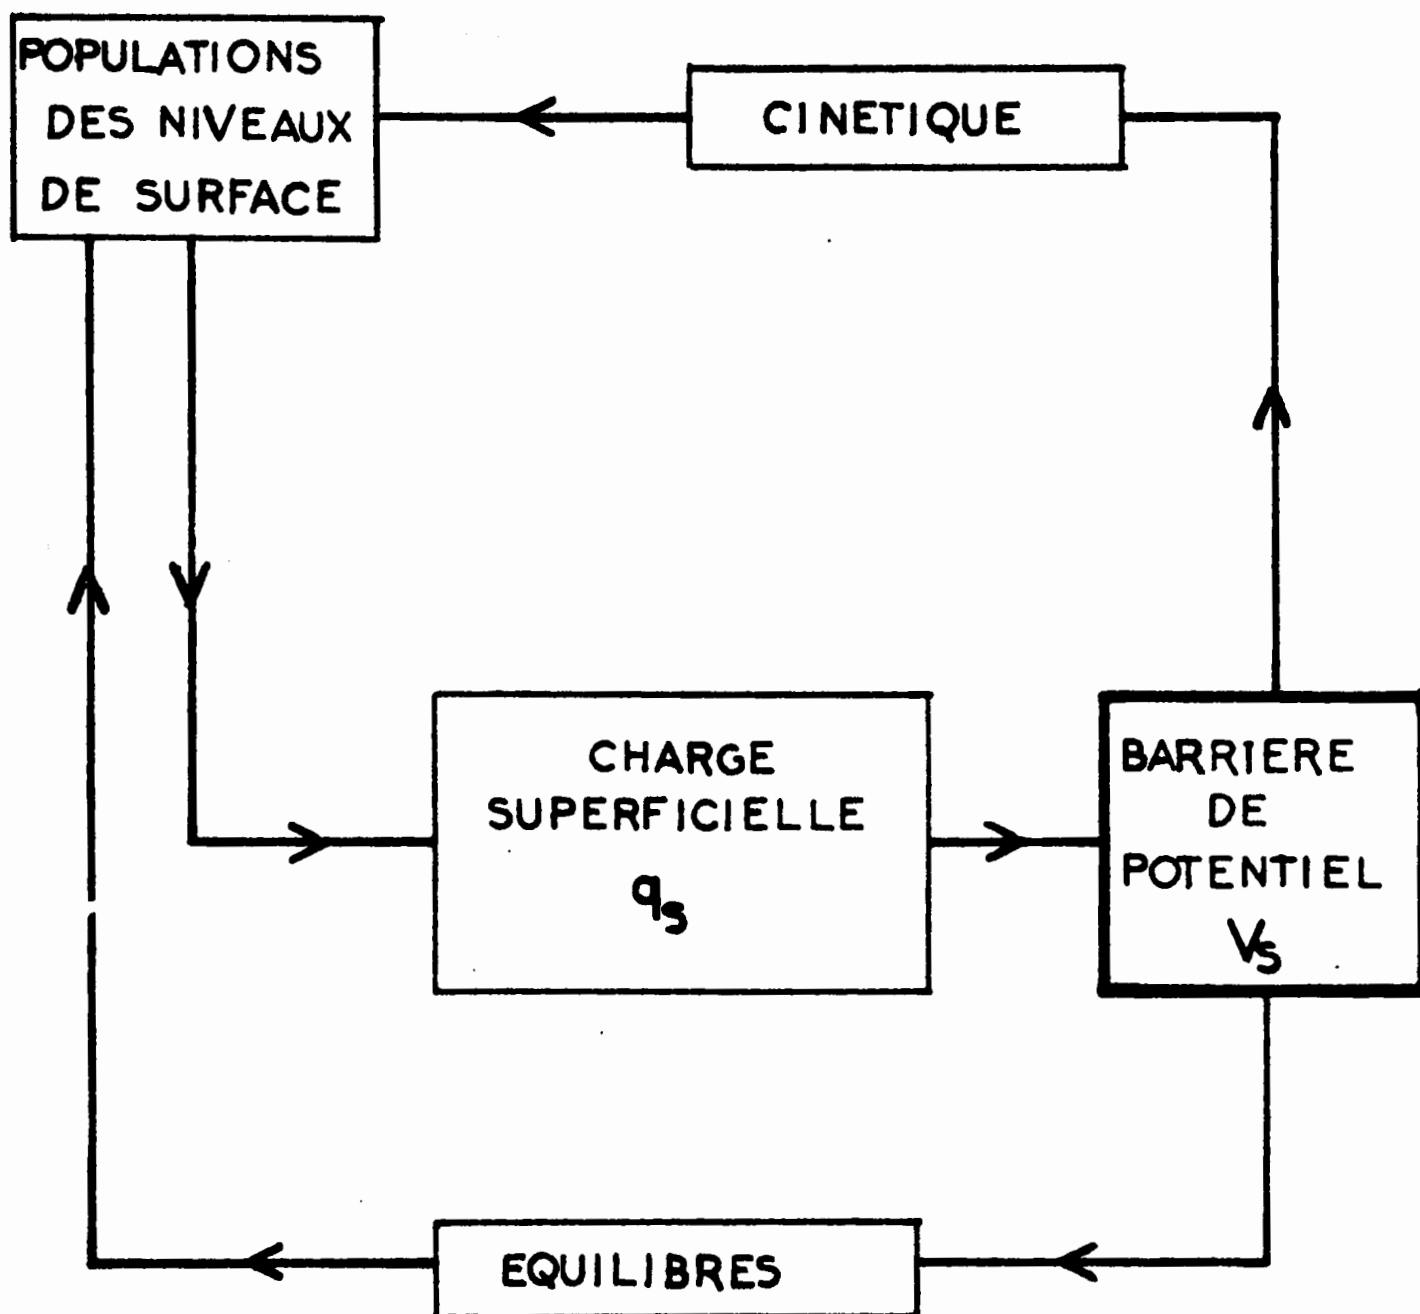 POPULATIONS
DES NIVEAUX
DE SURFACE
CINETIQUE
CHARGE
SUPERFICIELLE
qs
BARRIERE
DE
POTENTIEL
Vs
EQUILIBRES